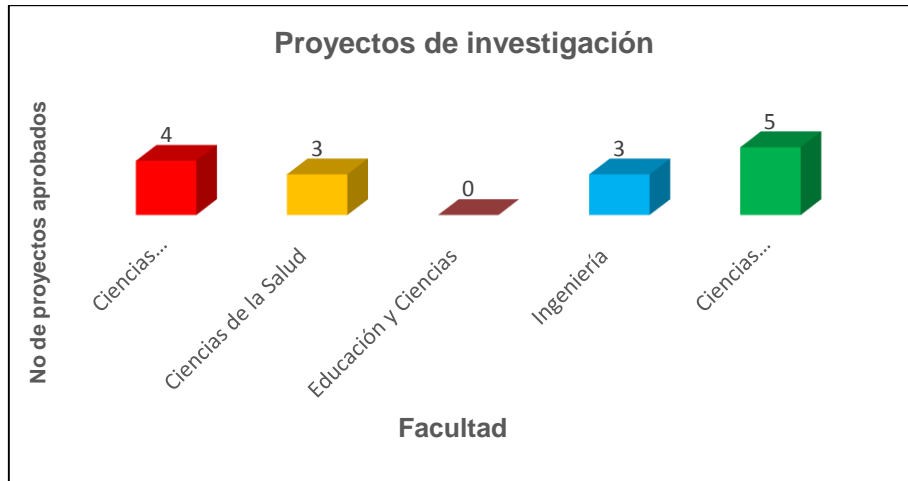 Proyectos de investigación
No de proyectos aprobados
4
3
0
3
5
Ciencias...
Ciencias de la Salud
Educación y Ciencias
Ingeniería
Ciencias...
Facultad